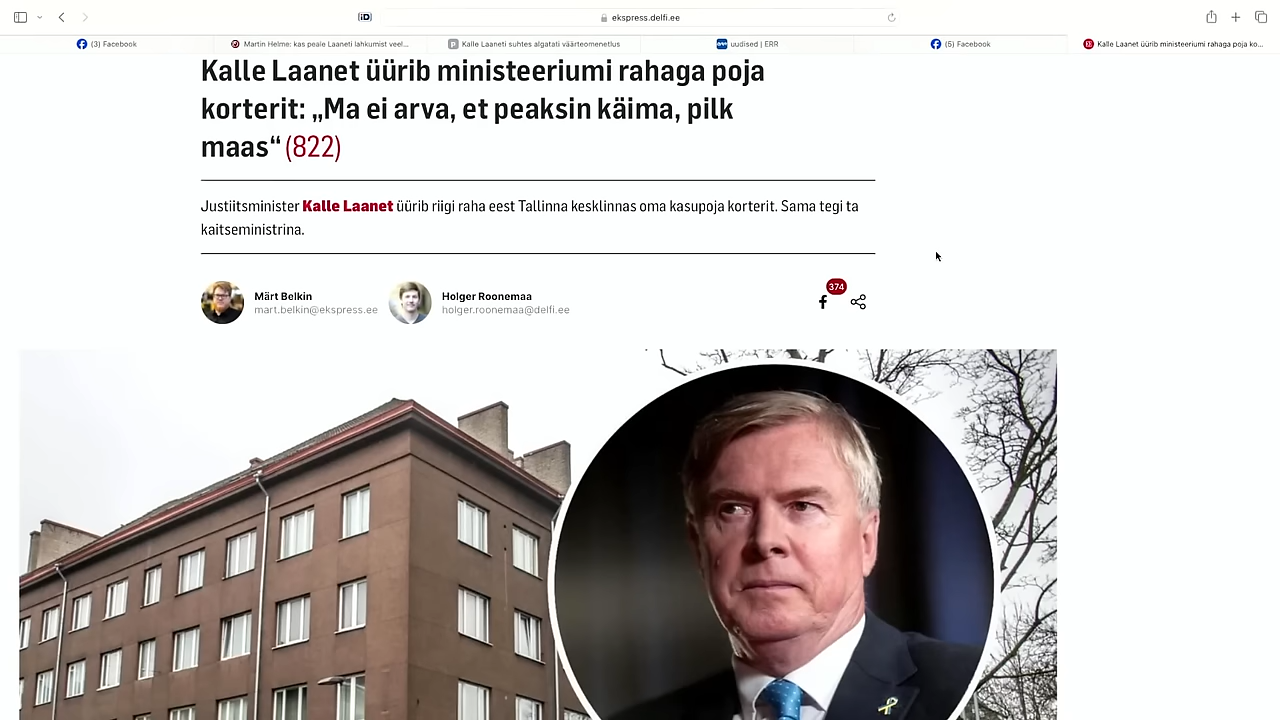 iD
ekspress.delfi.ee
(3) Facebook
Martin Helme: kas peale Laaneti lahkumist veel...
Kalle Laaneti suhtes algatati väärteomenetlus
uudised | ERR
(5) Facebook
Kalle Laanet üürib ministeeriumi rahaga poja ko...
Kalle Laanet üürib ministeeriumi rahaga poja
korterit: „Ma ei arva, et peaksin käima, pilk
maas“ (822)
Justiitsminister Kalle Laanet üürib riigi raha eest Tallinna kesklinnas oma kasupoja korterit. Sama tegi ta
kaitseministrina.
Märt Belkin
mart.belkin@ekspress.ee
Holger Roonemaa
holger.roonemaa@delfi.ee
374